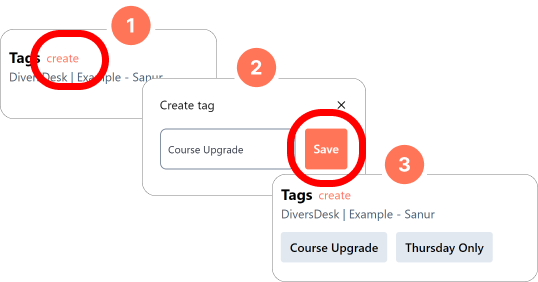 1
Tags create
DiversDesk | Example - Sanur
2
Create tag
Course Upgrade
Save
3
Tags create
DiversDesk | Example - Sanur
Course Upgrade Thursday Only